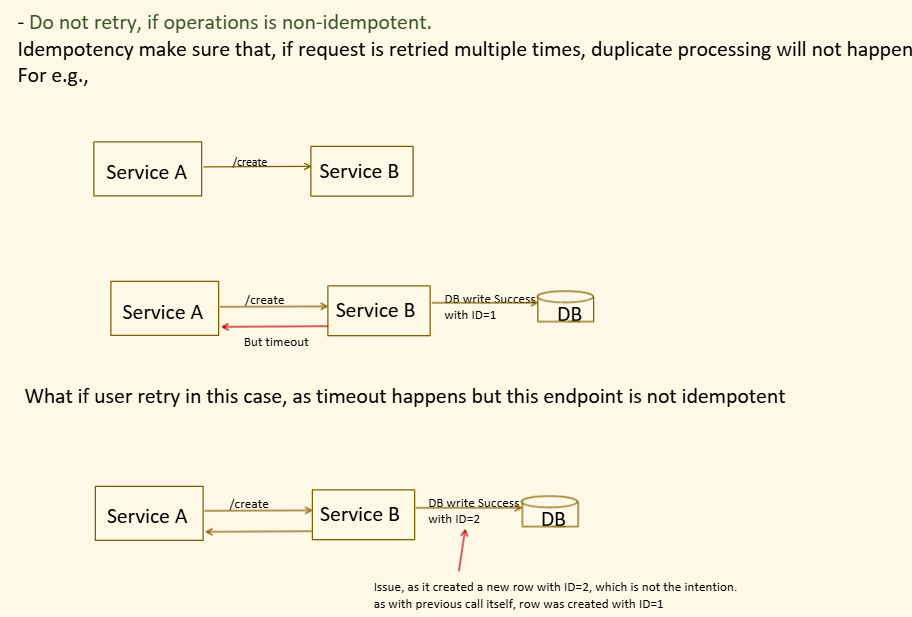 - Do not retry, if operations is non-idempotent.
Idempotency make sure that, if request is retried multiple times, duplicate processing will not happen
For e.g.,
Service A
/create
Service B
Service A
/create
Service B
DB write Success
with ID=1
DB
But timeout
What if user retry in this case, as timeout happens but this endpoint is not idempotent
Service A
/create
Service B
DB write Success
with ID=2
DB
Issue, as it created a new row with ID=2, which is not the intention.
as with previous call itself, row was created with ID=1